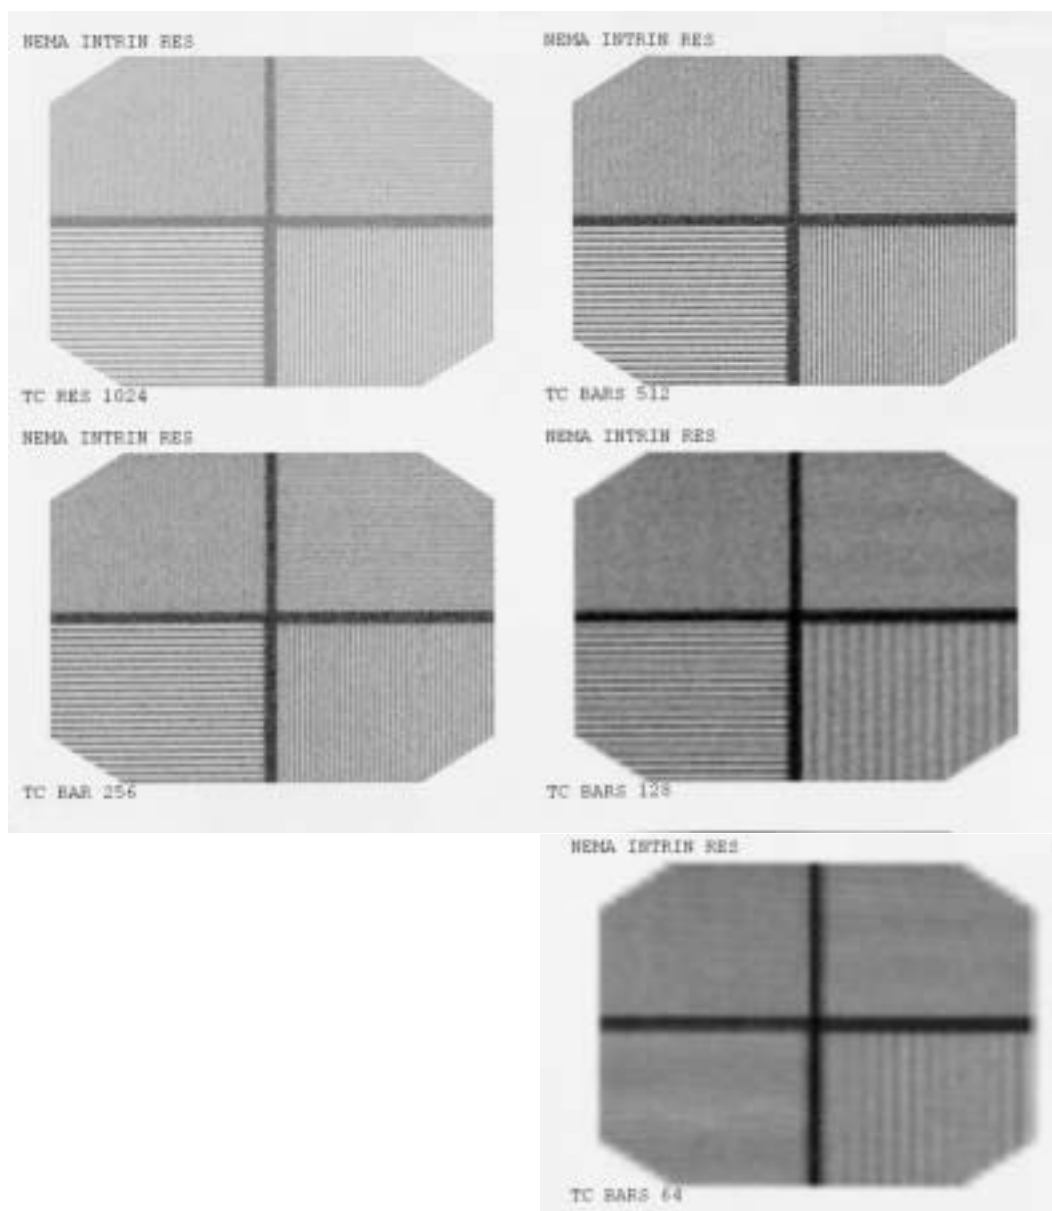 NEMA INTRIN RES
NEMA INTRIN RES
TC RES 1024
TC BARS 512
NEMA INTRIN RES
NEMA INTRIN RES
TC BAR 256
TC BARS 128
NEMA INTRIN RES
TC BARS 64